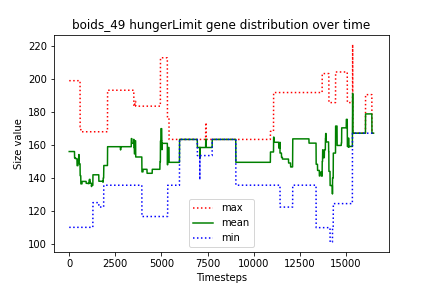 boids_49 hungerLimit gene distribution over time
Size value
220
200
180
160
140
120
100
max
mean
min
0
2500
5000
7500
10000
12500
15000
Timesteps